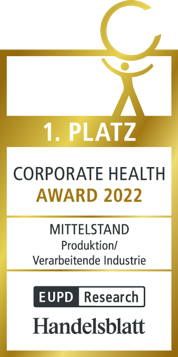 1. PLATZ
CORPORATE HEALTH
AWARD 2022
MITTELSTAND
Produktion/
Verarbeitende Industrie
EUPD Research
Handelsblatt